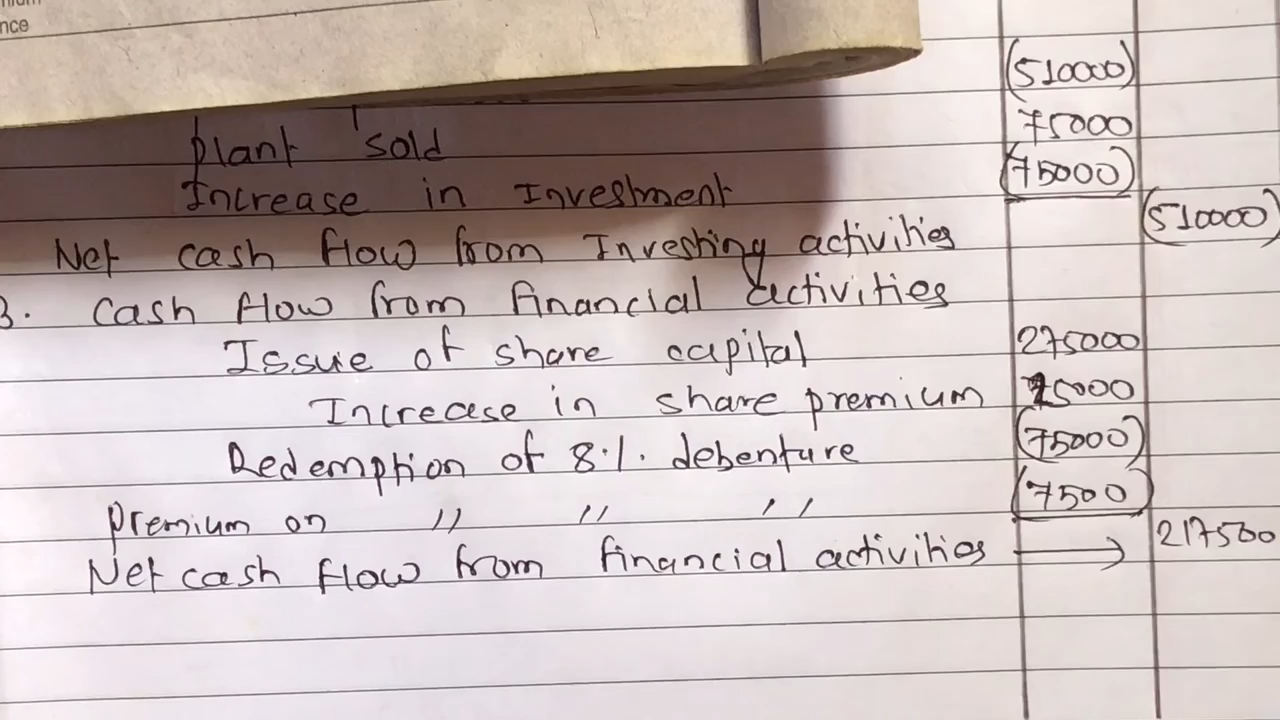 nce
(510000)
plant sold 75000
Increase in Investment (75000)
Net cash flow from Investing activities (510000)
3. Cash flow from financial activities
Issue of share capital 275000
Increase in share premium 25000
Redemption of 8%. debenture (75000)
Premium on " " " (7500)
Net cash flow from financial activities → 217500